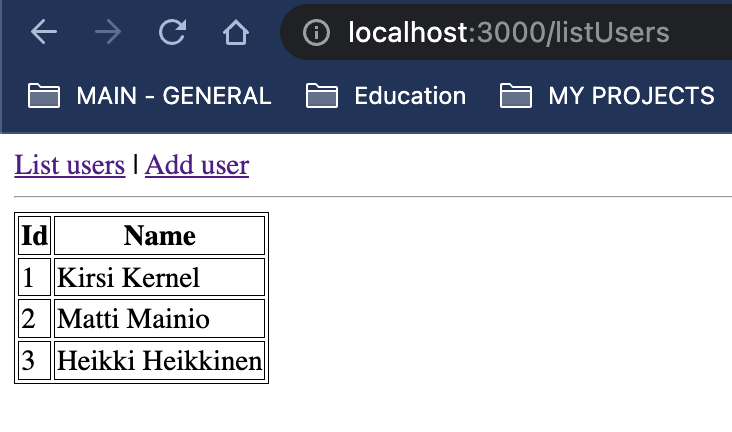 localhost:3000/listUsers
MAIN - GENERAL Education MY PROJECTS
List users | Add user
Id Name
1 Kirsi Kernel
2 Matti Mainio
3 Heikki Heikkinen